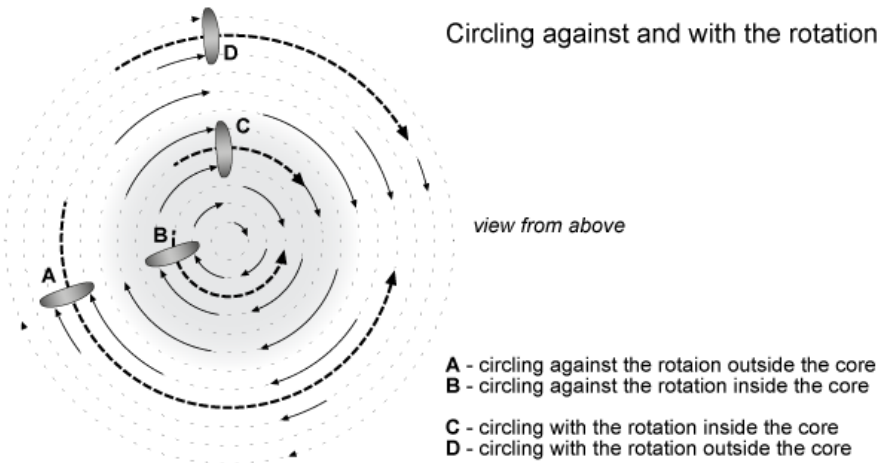 Circling against and with the rotation
D
C
view from above
B
A
A - circling against the rotaion outside the core
B - circling against the rotation inside the core
C - circling with the rotation inside the core
D - circling with the rotation outside the core